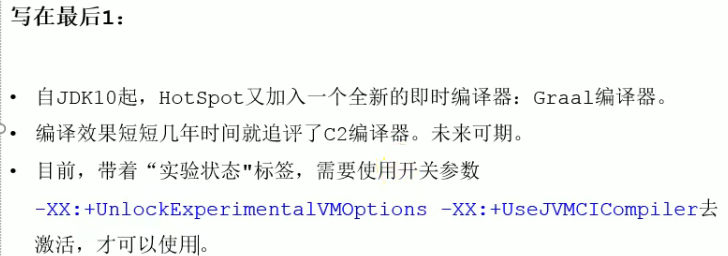 写在最后1：
• 自JDK10起，HotSpot又加入一个全新的即时编译器：Graal编译器。
• 编译效果短短几年时间就追评了C2编译器。未来可期。
• 目前，带着“实验状态"标签，需要使用开关参数
-XX:+UnlockExperimentalVMOptions -XX:+UseJVMCICompiler去
激活，才可以使用。